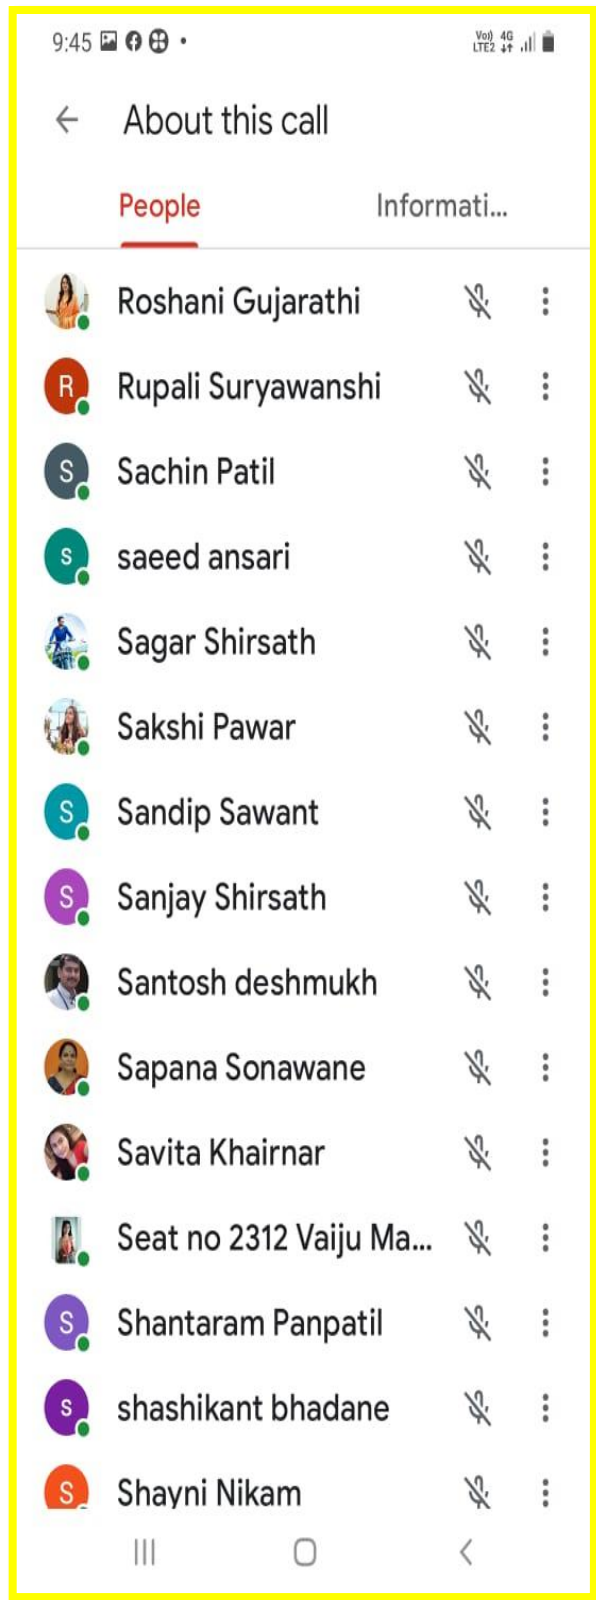 9:45 Vo) 4G
LTE2
About this call
People Informati...
Roshani Gujarathi
R Rupali Suryawanshi
S Sachin Patil
s saeed ansari
Sagar Shirsath
Sakshi Pawar
S Sandip Sawant
S Sanjay Shirsath
Santosh deshmukh
Sapana Sonawane
Savita Khairnar
Seat no 2312 Vaiju Ma...
S Shantaram Panpatil
s shashikant bhadane
S Shayni Nikam